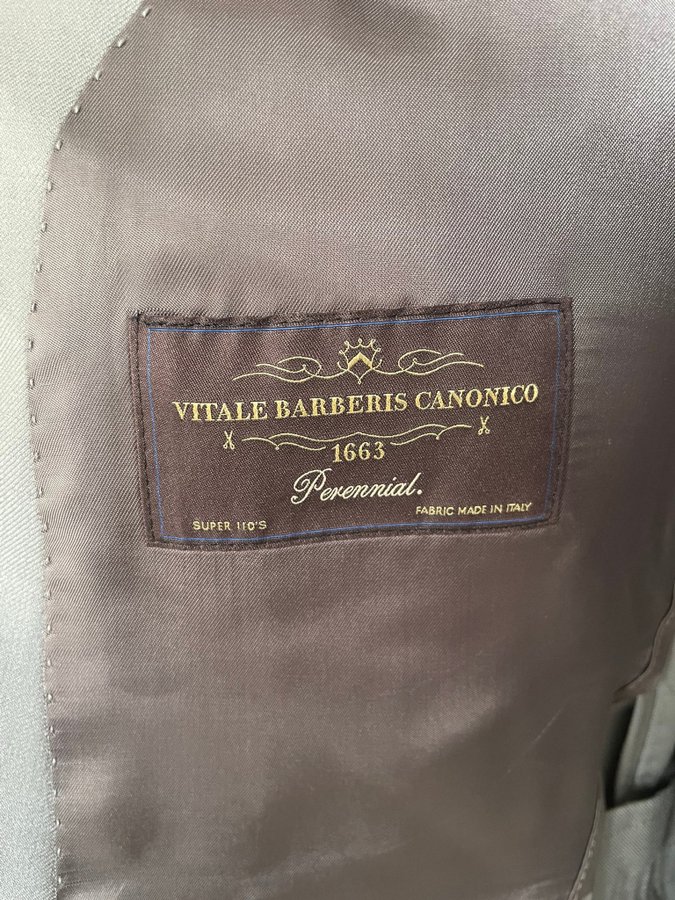 VITALE BARBERIS CANONICO
1663
Perennial.
SUPER 110'S
FABRIC MADE IN ITALY